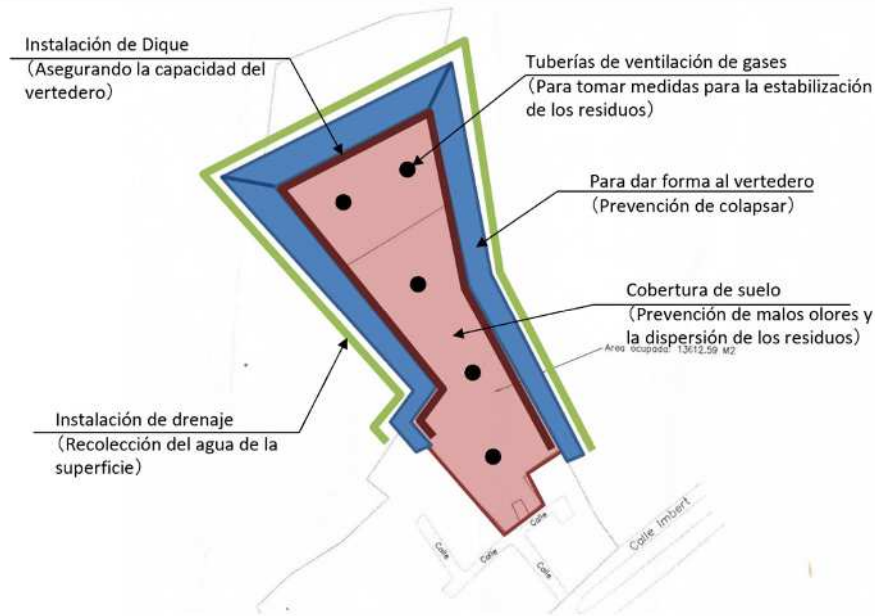 Instalación de Dique
(Asegurando la capacidad del
vertedero)
Tuberías de ventilación de gases
(Para tomar medidas para la estabilización
de los residuos)
Para dar forma al vertedero
(Prevención de colapsar)
Cobertura de suelo
(Prevención de malos olores y
la dispersión de los residuos)
Area ocupada: 13612.59 M2
Instalación de drenaje
(Recolección del agua de la
superficie)
Calle
Calle
Calle
Calle Imbert